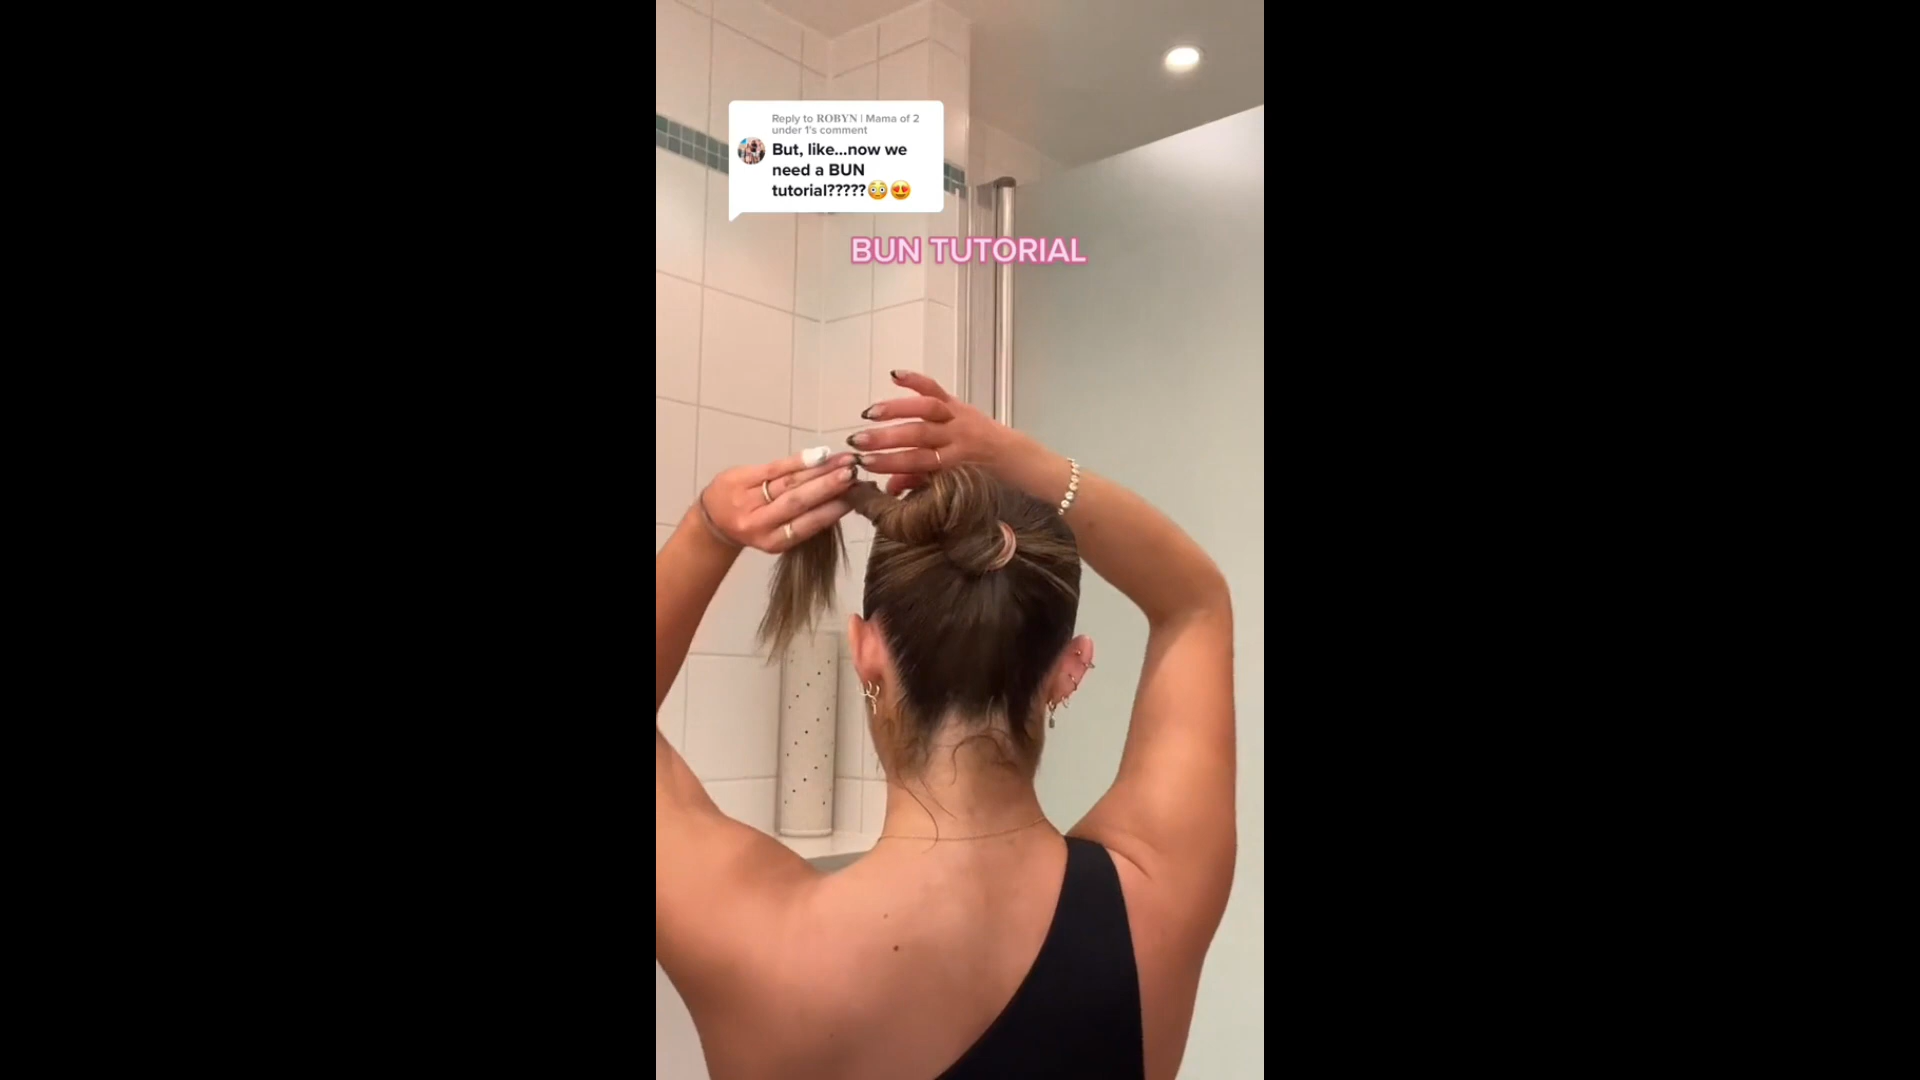 Reply to ROBYN | Mama of 2
under 1's comment
But, like...now we
need a BUN
tutorial?????😳😍
BUN TUTORIAL